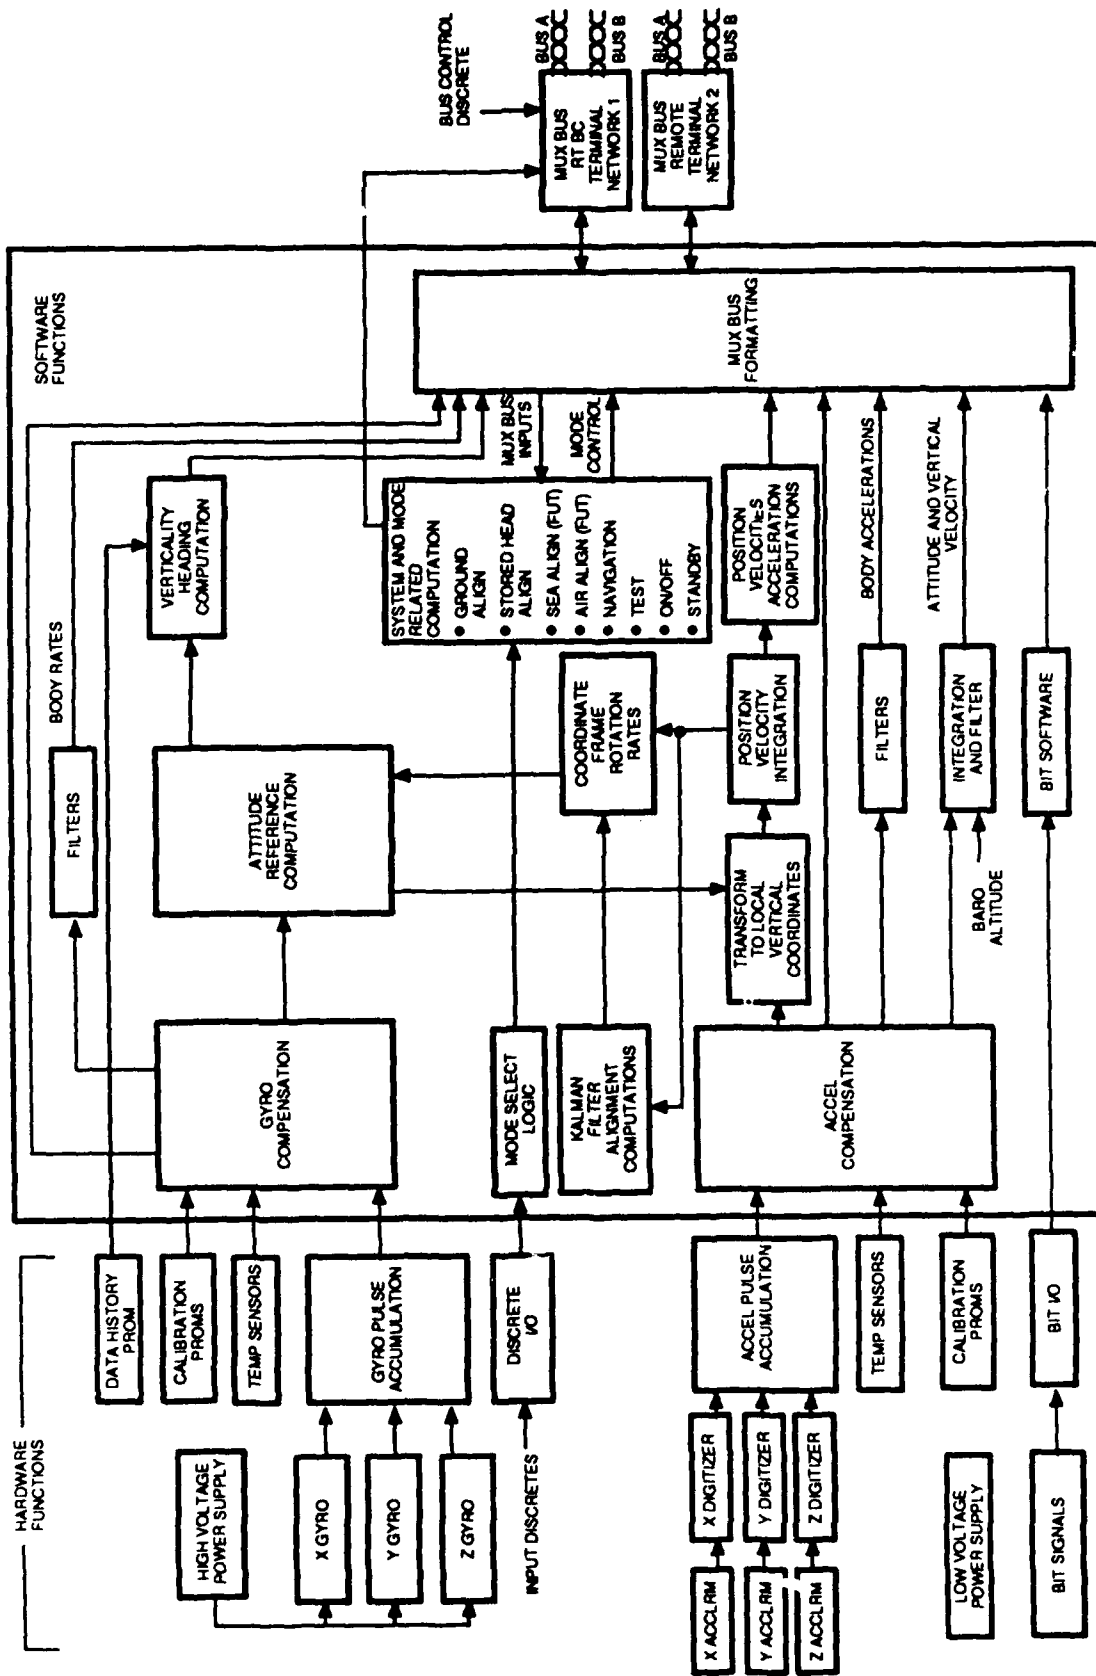 HARDWARE
FUNCTIONS
SOFTWARE
FUNCTIONS
HIGH VOLTAGE
POWER SUPPLY
X GYRO
Y GYRO
Z GYRO
INPUT DISCRETES
X ACCLRM
Y ACCLRM
Z ACCLRM
X DIGITIZER
Y DIGITIZER
Z DIGITIZER
LOW VOLTAGE
POWER SUPPLY
BIT SIGNALS
DATA HISTORY
PROM
CALIBRATION
PROMS
TEMP SENSORS
GYRO PULSE
ACCUMULATION
DISCRETE
I/O
ACCEL PULSE
ACCUMULATION
TEMP SENSORS
CALIBRATION
PROMS
BIT I/O
GYRO
COMPENSATION
MODE SELECT
LOGIC
KALMAN
FILTER
ALIGNMENT
COMPUTATIONS
ACCEL
COMPENSATION
FILTERS
BODY RATES
ATTITUDE
REFERENCE
COMPUTATION
COORDINATE
FRAME
ROTATION
RATES
TRANSFORM
TO LOCAL
VERTICAL
COORDINATES
POSITION
VELOCITY
INTEGRATION
FILTERS
INTEGRATION
AND FILTER
BARO
ALTITUDE
BIT SOFTWARE
VERTICALITY
HEADING
COMPUTATION
SYSTEM AND MODE
RELATED
COMPUTATION
● GROUND
ALIGN
● STORED HEAD
ALIGN
● SEA ALIGN (FUT)
● AIR ALIGN (FUT)
● NAVIGATION
● TEST
● ON/OFF
● STANDBY
POSITION
VELOCITIES
ACCELERATION
COMPUTATIONS
MUX BUS
INPUTS
MODE
CONTROL
BODY ACCELERATIONS
ATTITUDE AND VERTICAL
VELOCITY
MUX BUS
FORMATTING
BUS CONTROL
DISCRETE
MUX BUS
RT BC
TERMINAL
NETWORK 1
BUS A
BUS B
MUX BUS
REMOTE
TERMINAL
NETWORK 2
BUS A
BUS B